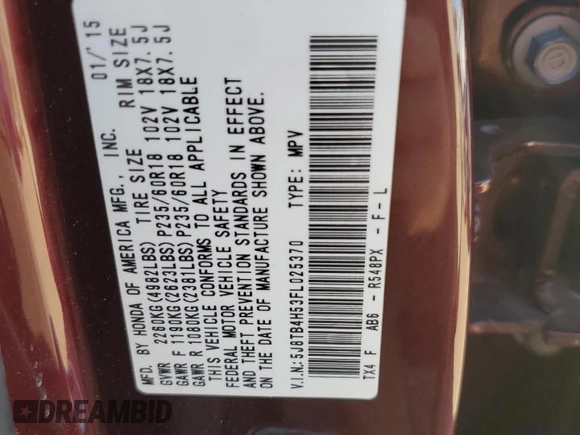 MFD. BY HONDA OF AMERICA MFG., INC. 01/'15
GVWR 2260KG(4982LBS) TIRE SIZE RIM SIZE
GAWR F 1190KG(2623LBS) P235/60R18 102V 18X7.5J
GAWR R 1080KG(2381LBS) P235/60R18 102V 18X7.5J
THIS VEHICLE CONFORMS TO ALL APPLICABLE
FEDERAL MOTOR VEHICLE SAFETY
AND THEFT PREVENTION STANDARDS IN EFFECT
ON THE DATE OF MANUFACTURE SHOWN ABOVE.
V.I.N.:5J8TB4H53FL025370 TYPE: MPV
TX4 F AB6 - R548PX - F - L
DREAMBID